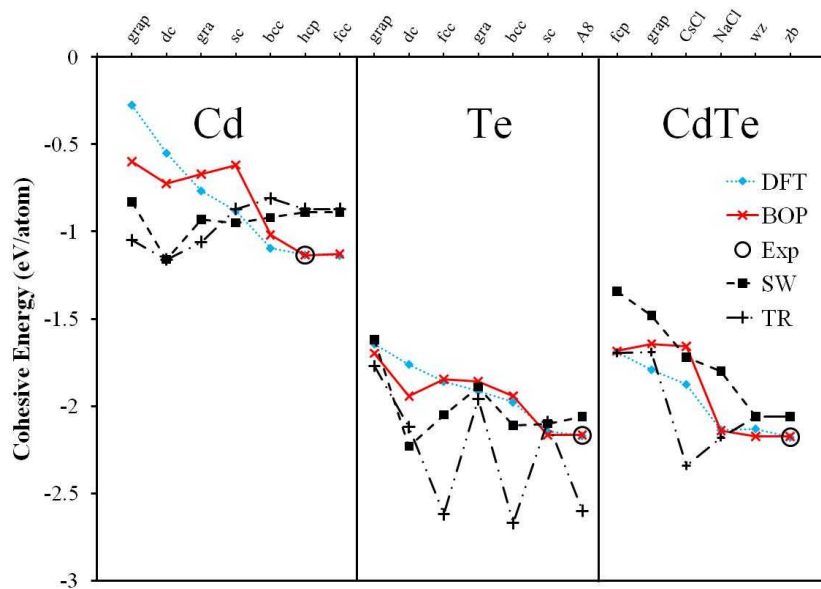 grap dc gra sc bcc hcp fcc grap dc fcc gra bcc sc A8 fcp grap CsCl NaCl wz zb
0
Cd Te CdTe
-0.5
DFT
BOP
-1
Exp
SW
TR
-1.5
-2
-2.5
-3
Cohesive Energy (eV/atom)